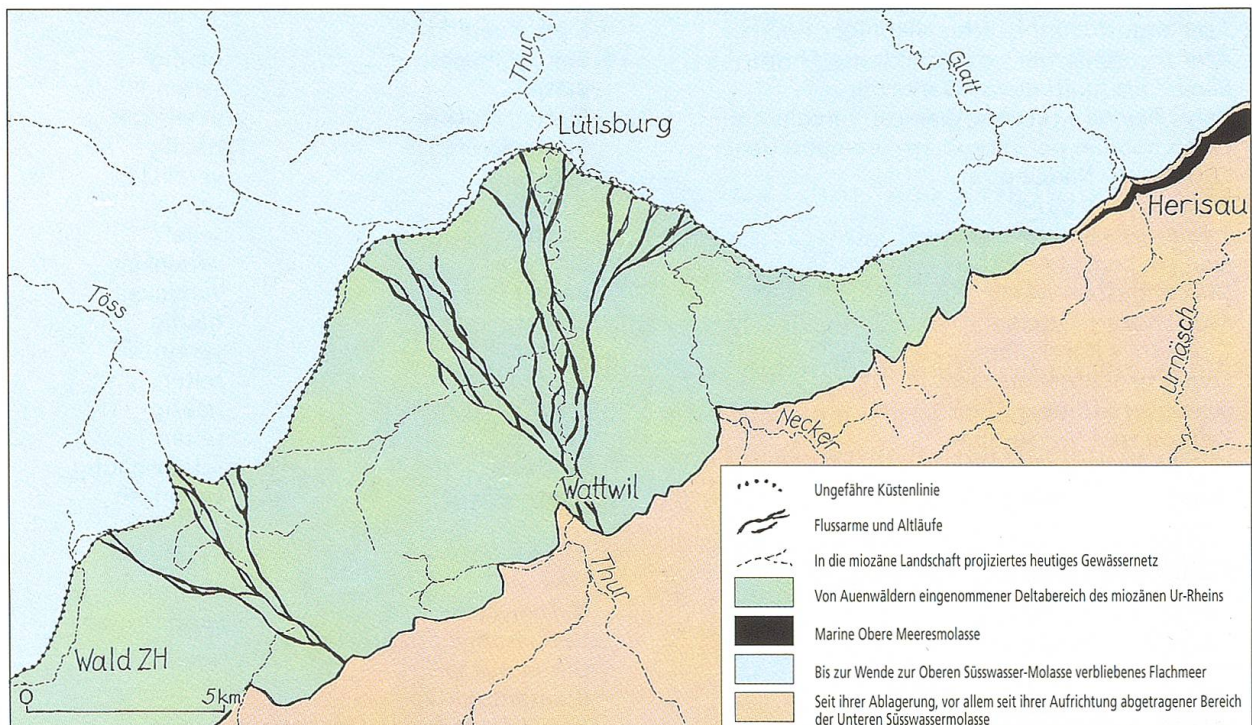 Thur
Glatt
Lütisburg
Herisau
Töss
Urnäsch
Necker
Wattwil
Thur
Wald ZH
0 5km
Ungefähre Küstenlinie
Flussarme und Altläufe
In die miozäne Landschaft projiziertes heutiges Gewässernetz
Von Auenwäldern eingenommener Deltabereich des miozänen Ur-Rheins
Marine Obere Meeresmolasse
Bis zur Wende zur Oberen Süsswasser-Molasse verbliebenes Flachmeer
Seit ihrer Ablagerung, vor allem seit ihrer Aufrichtung abgetragener Bereich
der Unteren Süsswassermolasse